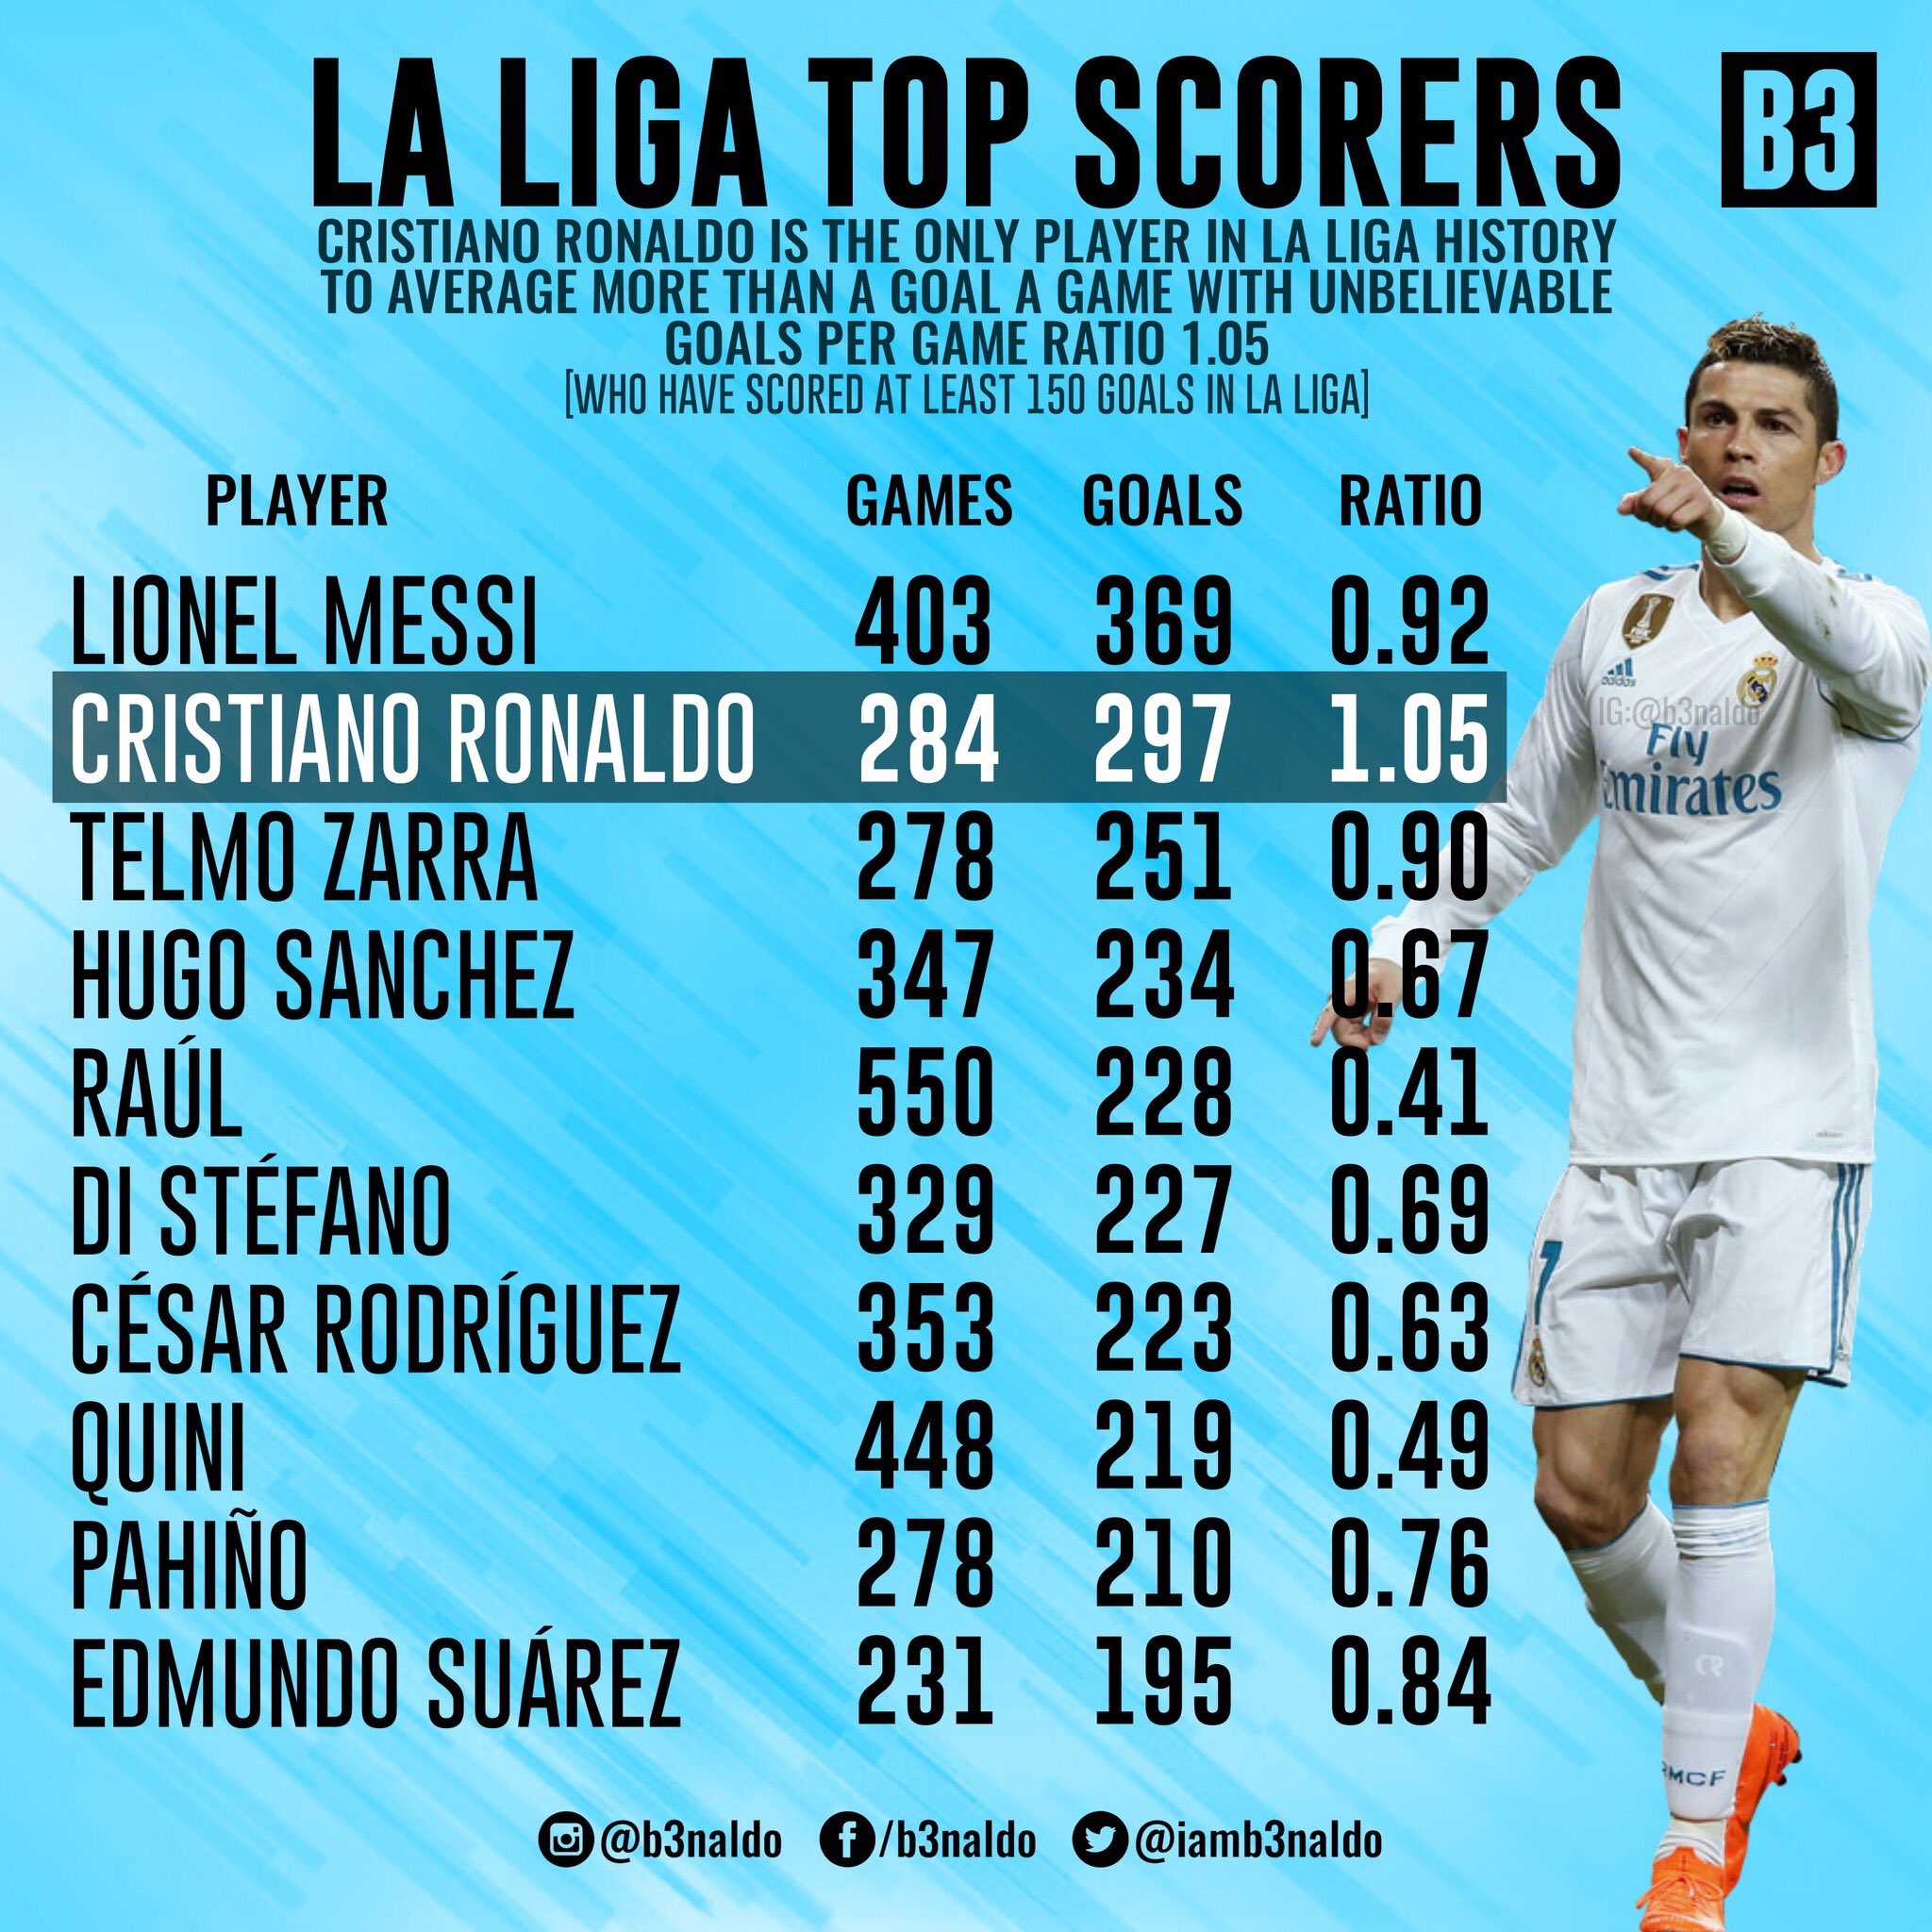 LA LIGA TOP SCORERS
B3
CRISTIANO RONALDO IS THE ONLY PLAYER IN LA LIGA HISTORY
TO AVERAGE MORE THAN A GOAL A GAME WITH UNBELIEVABLE
GOALS PER GAME RATIO 1.05
[WHO HAVE SCORED AT LEAST 150 GOALS IN LA LIGA]
PLAYER GAMES GOALS RATIO
LIONEL MESSI 403 369 0.92
CRISTIANO RONALDO 284 297 1.05
TELMO ZARRA 278 251 0.90
HUGO SANCHEZ 347 234 0.67
RAÚL 550 228 0.41
DI STÉFANO 329 227 0.69
CÉSAR RODRÍGUEZ 353 223 0.63
QUINI 448 219 0.49
PAHIÑO 278 210 0.76
EDMUNDO SUÁREZ 231 195 0.84
adidas
IG:@b3naldo
Fly
Emirates
adidas
7
CR
RMCF
@b3naldo /b3naldo @iamb3naldo